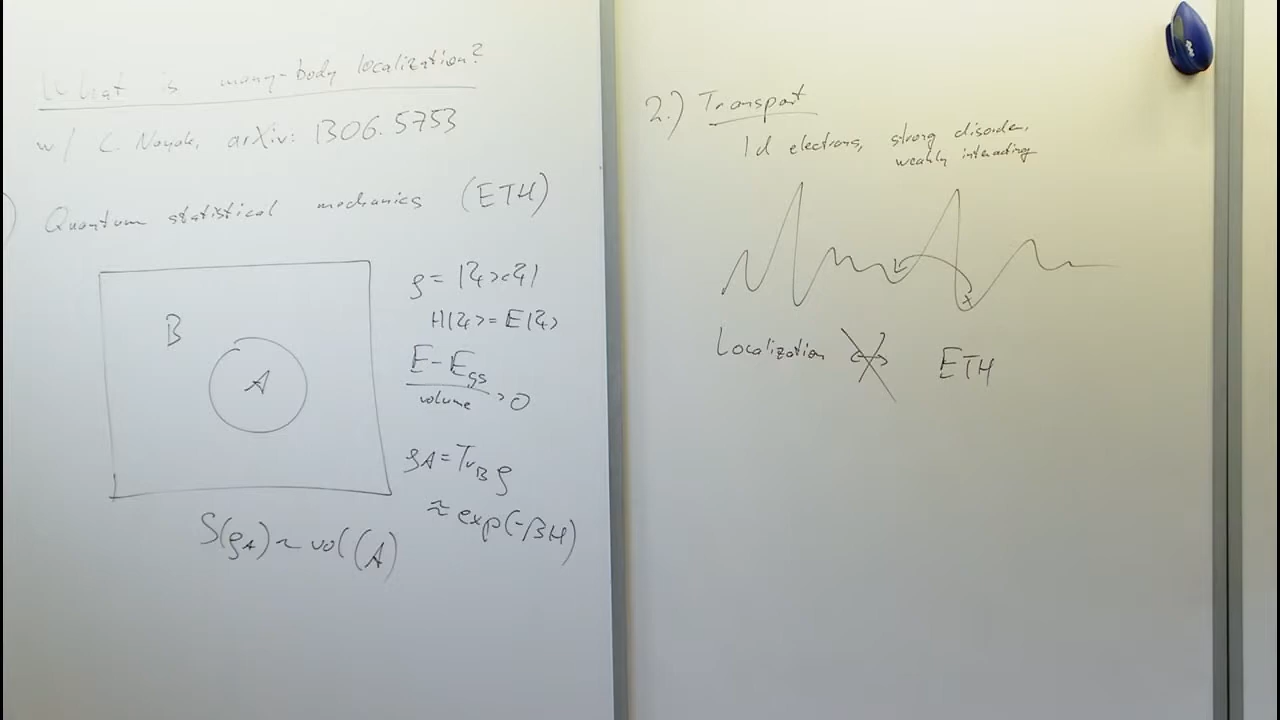 What is many-body localization?
w/ C. Nayak, arXiv: 1306.5753
) Quantum statistical mechanics (ETH)
B
A
ρ = |ψ><ψ|
H|ψ> = E|ψ>
E - Egs
volume > 0
ρA = TrB ρ
≈ exp(-βH)
S(ρA) ~ vol(A)
2.) Transport
1d electrons, strong disorder,
weakly interacting
Localization ↔ ETH